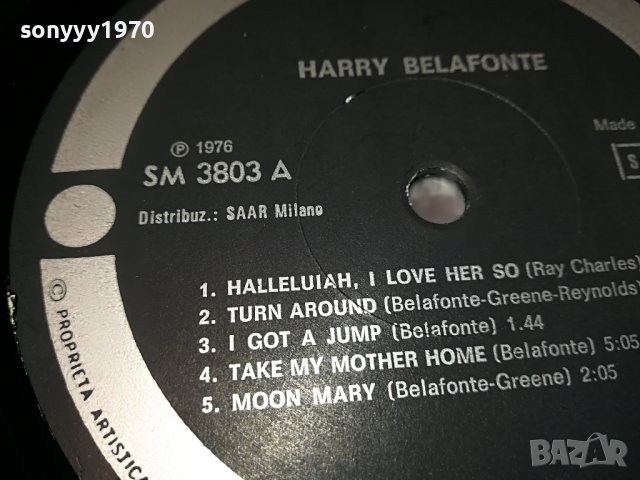 sonyyy1970
HARRY BELAFONTE
Ⓟ 1976
SM 3803 A
Made
S
Distribuz.: SAAR Milano
1. HALLELUIAH, I LOVE HER SO (Ray Charles)
2. TURN AROUND (Belafonte-Greene-Reynolds)
3. I GOT A JUMP (Belafonte) 1.44
4. TAKE MY MOTHER HOME (Belafonte) 5:05
5. MOON MARY (Belafonte-Greene) 2:05
© PROPRIETA ARTISTICA
BAZAR